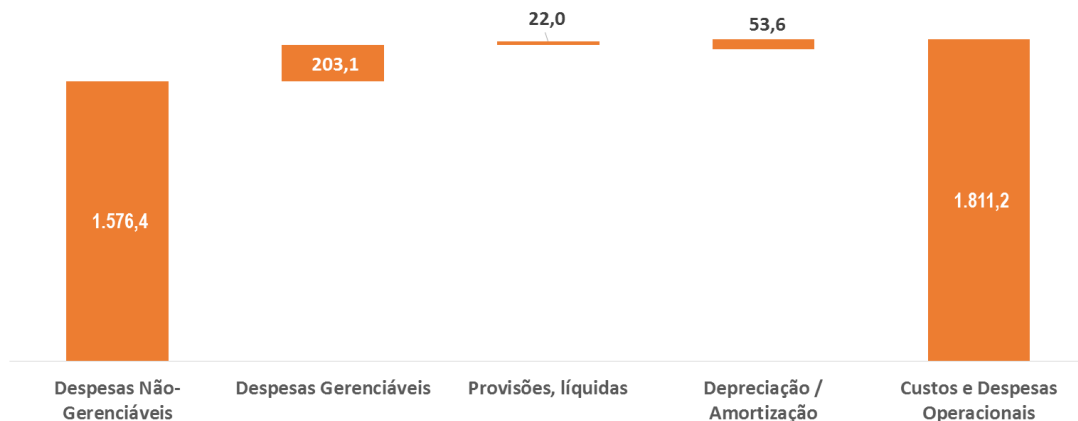 22,0
53,6
203,1
1.576,4
1.811,2
Despesas Não-
Gerenciáveis
Despesas Gerenciáveis
Provisões, líquidas
Depreciação /
Amortização
Custos e Despesas
Operacionais